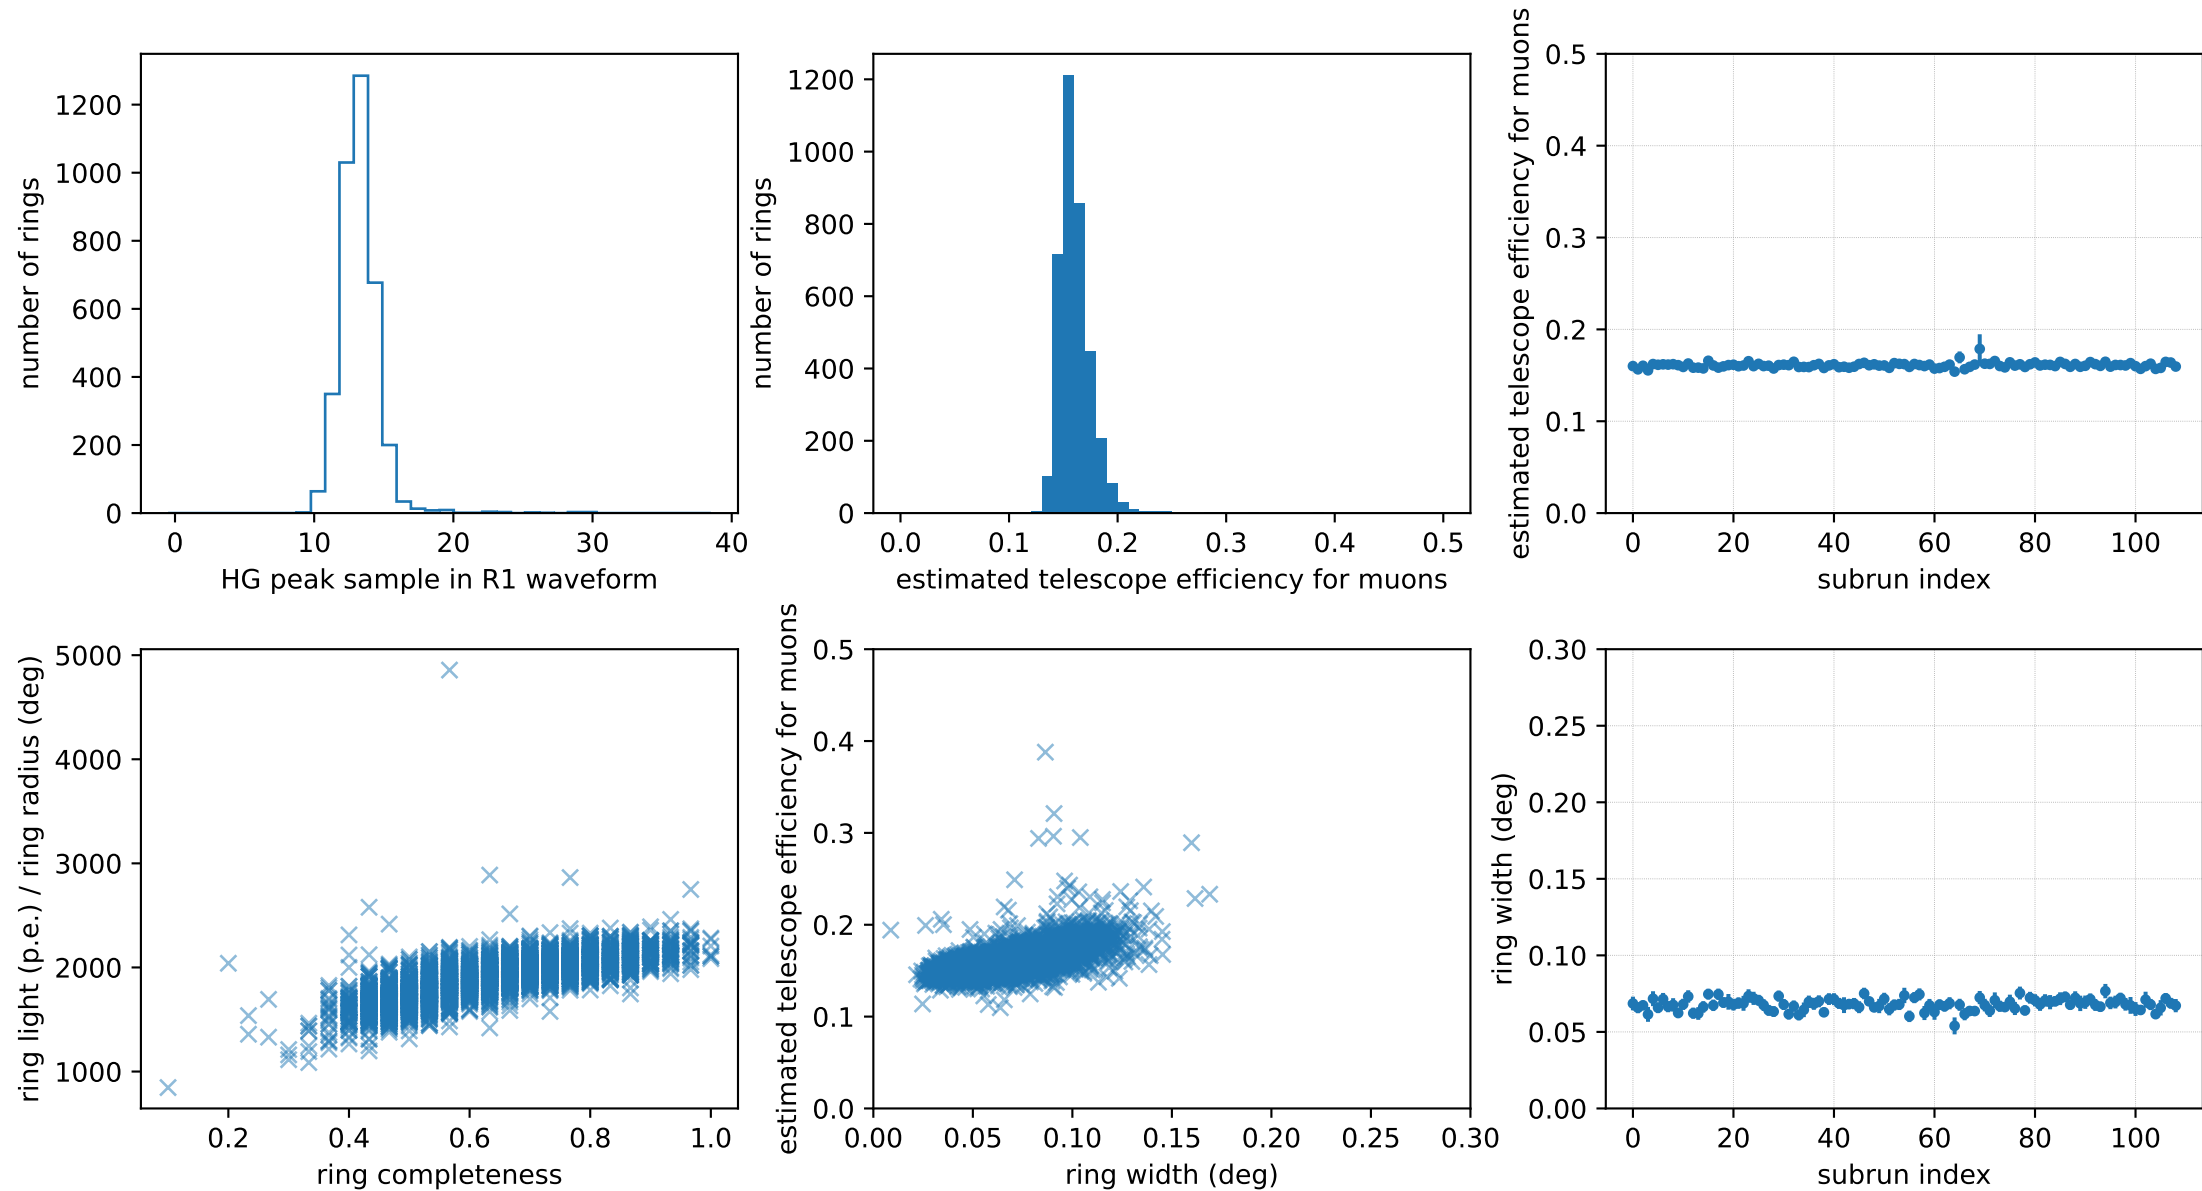 number of rings
1200
1000
800
600
400
200
0
0 10 20 30 40
HG peak sample in R1 waveform
number of rings
1200
1000
800
600
400
200
0
0.0 0.1 0.2 0.3 0.4 0.5
estimated telescope efficiency for muons
estimated telescope efficiency for muons
0.5
0.4
0.3
0.2
0.1
0.0
0 20 40 60 80 100
subrun index
ring light (p.e.) / ring radius (deg)
5000
4000
3000
2000
1000
0.2 0.4 0.6 0.8 1.0
ring completeness
estimated telescope efficiency for muons
0.5
0.4
0.3
0.2
0.1
0.0
0.00 0.05 0.10 0.15 0.20 0.25 0.30
ring width (deg)
ring width (deg)
0.30
0.25
0.20
0.15
0.10
0.05
0.00
0 20 40 60 80 100
subrun index